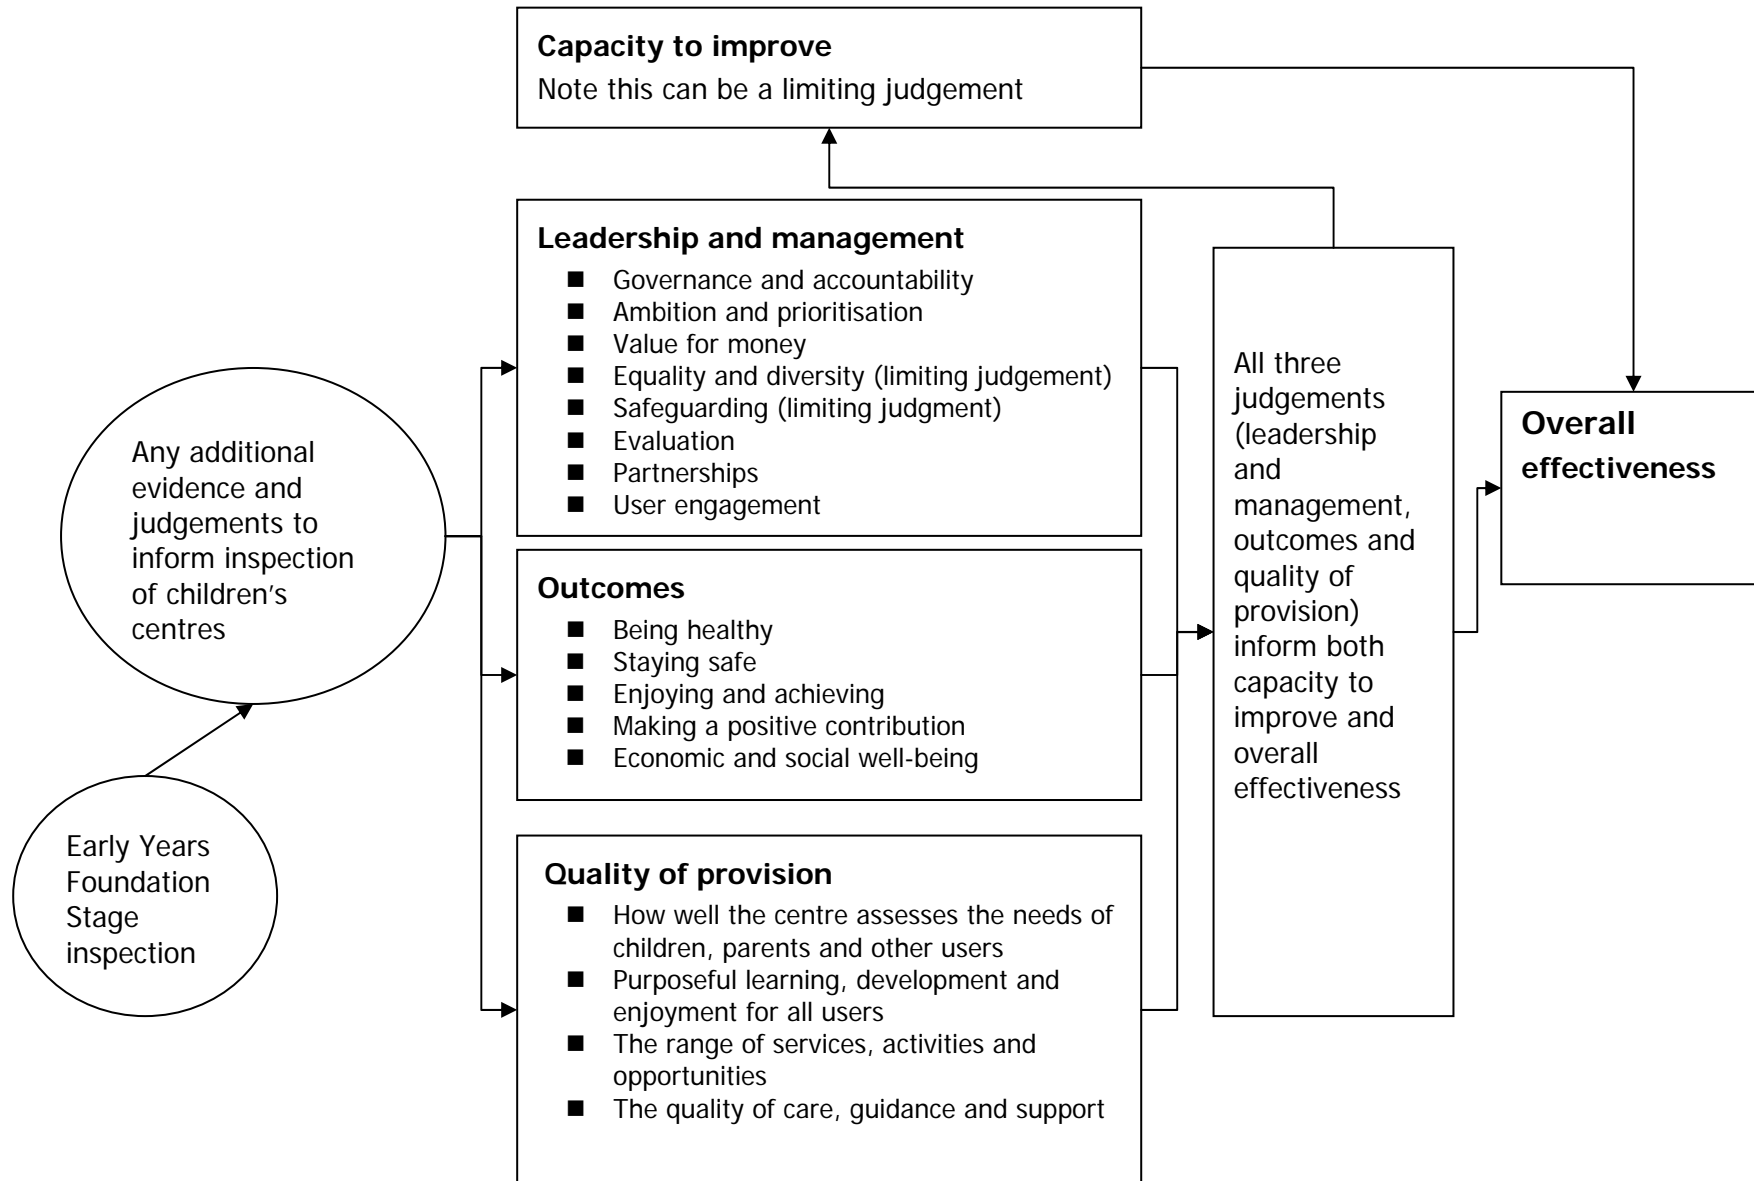 Capacity to improve
Note this can be a limiting judgement
Leadership and management
■ Governance and accountability
■ Ambition and prioritisation
■ Value for money
■ Equality and diversity (limiting judgement)
■ Safeguarding (limiting judgment)
■ Evaluation
■ Partnerships
■ User engagement
Any additional
evidence and
judgements to
inform inspection
of children's
centres
Early Years
Foundation
Stage
inspection
Outcomes
■ Being healthy
■ Staying safe
■ Enjoying and achieving
■ Making a positive contribution
■ Economic and social well-being
Quality of provision
■ How well the centre assesses the needs of
children, parents and other users
■ Purposeful learning, development and
enjoyment for all users
■ The range of services, activities and
opportunities
■ The quality of care, guidance and support
All three
judgements
(leadership
and
management,
outcomes and
quality of
provision)
inform both
capacity to
improve and
overall
effectiveness
Overall
effectiveness